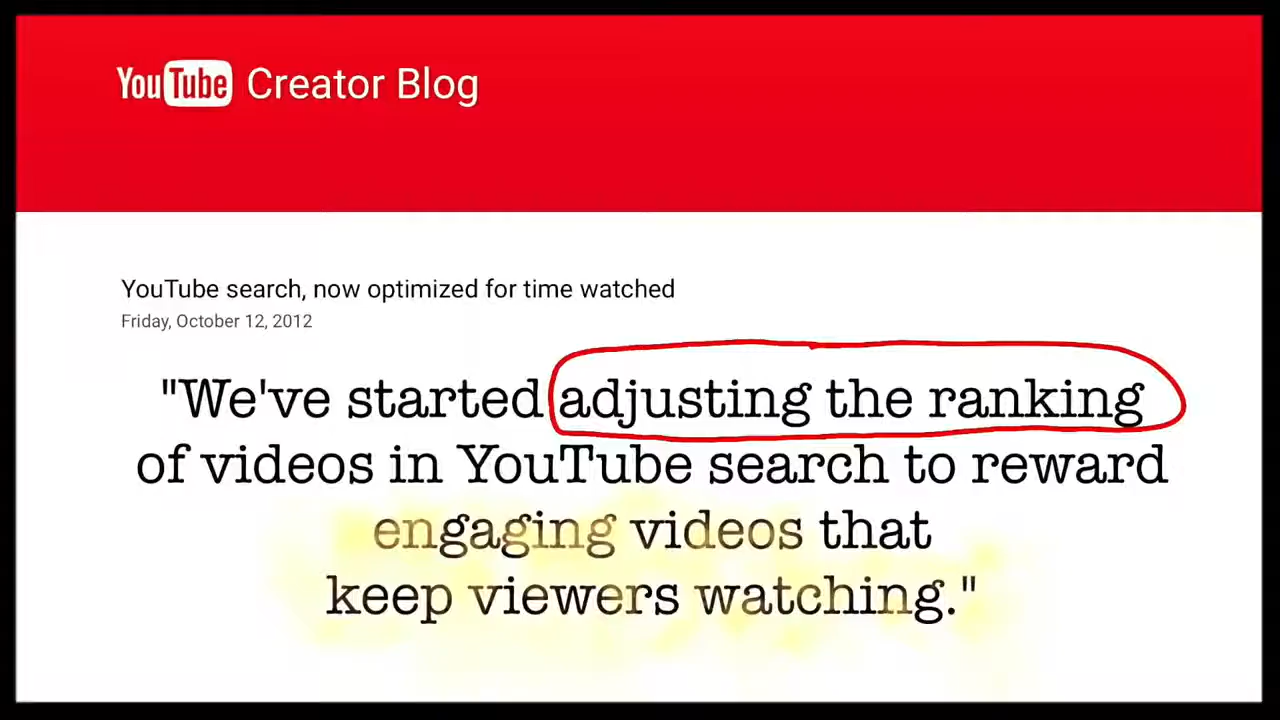 YouTube Creator Blog
YouTube search, now optimized for time watched
Friday, October 12, 2012
"We've started adjusting the ranking
of videos in YouTube search to reward
engaging videos that
keep viewers watching."